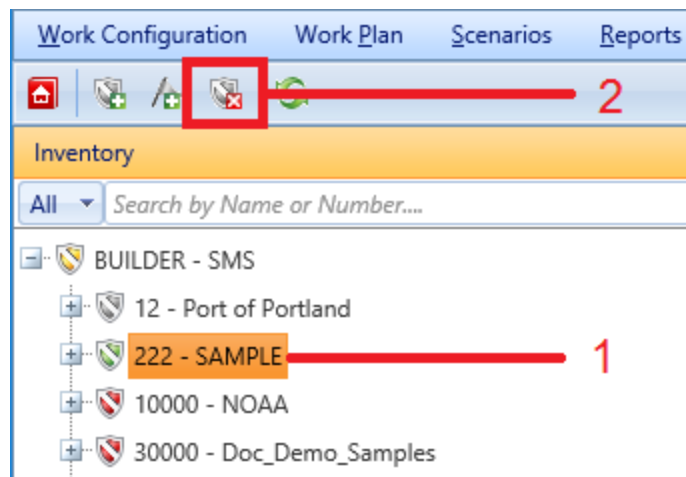 Work Configuration Work Plan Scenarios Reports
2
Inventory
All Search by Name or Number....
BUILDER - SMS
12 - Port of Portland
222 - SAMPLE 1
10000 - NOAA
30000 - Doc_Demo_Samples